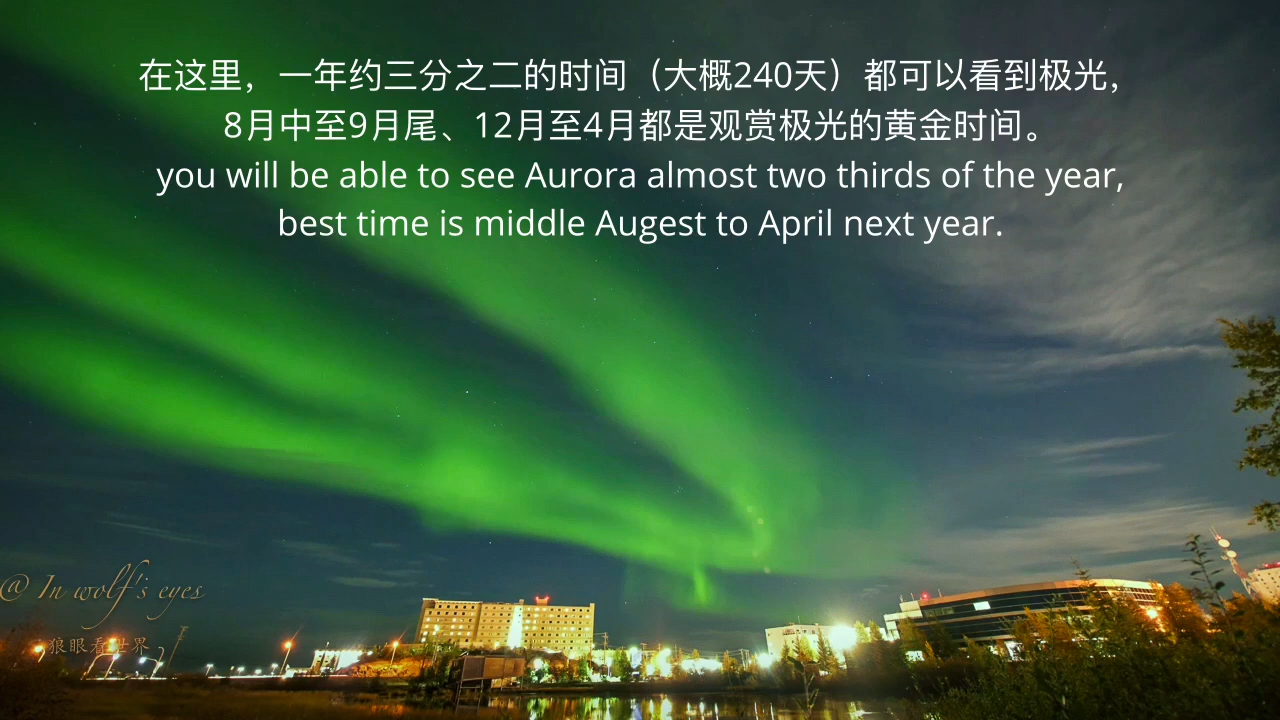 在这里，一年约三分之二的时间（大概240天）都可以看到极光，
8月中至9月尾、12月至4月都是观赏极光的黄金时间。
you will be able to see Aurora almost two thirds of the year,
best time is middle Augest to April next year.
@ In wolf's eyes
狼眼看世界